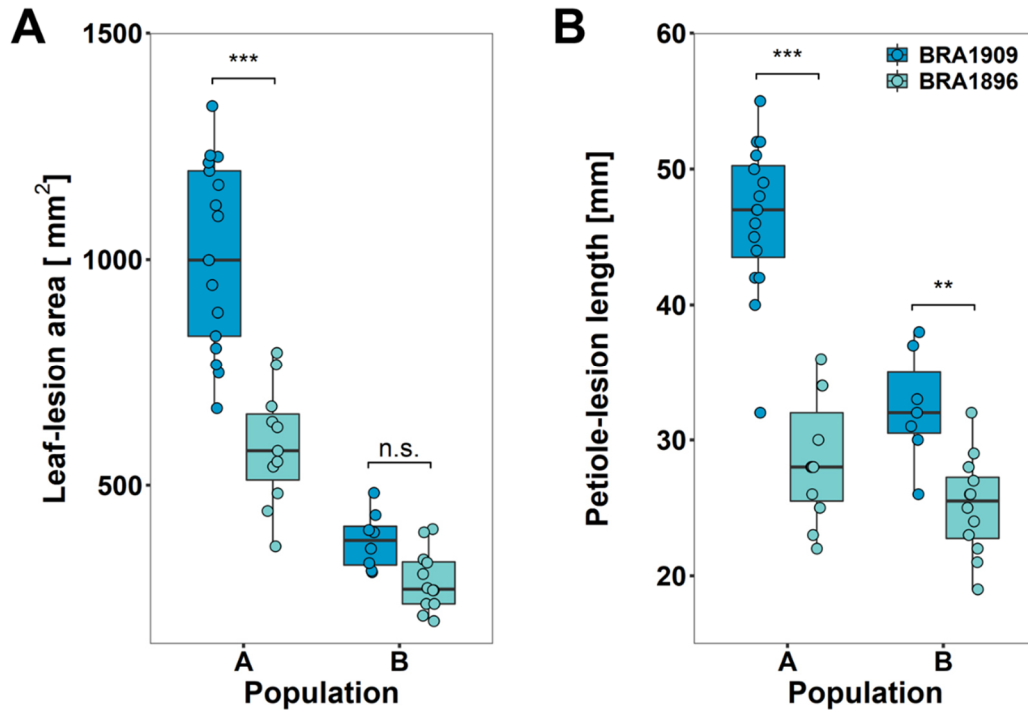 A
Leaf-lesion area [ mm²]
1500
1000
500
***
n.s.
A
B
Population
B
Petiole-lesion length [mm]
60
50
40
30
20
***
**
BRA1909
BRA1896
A
B
Population